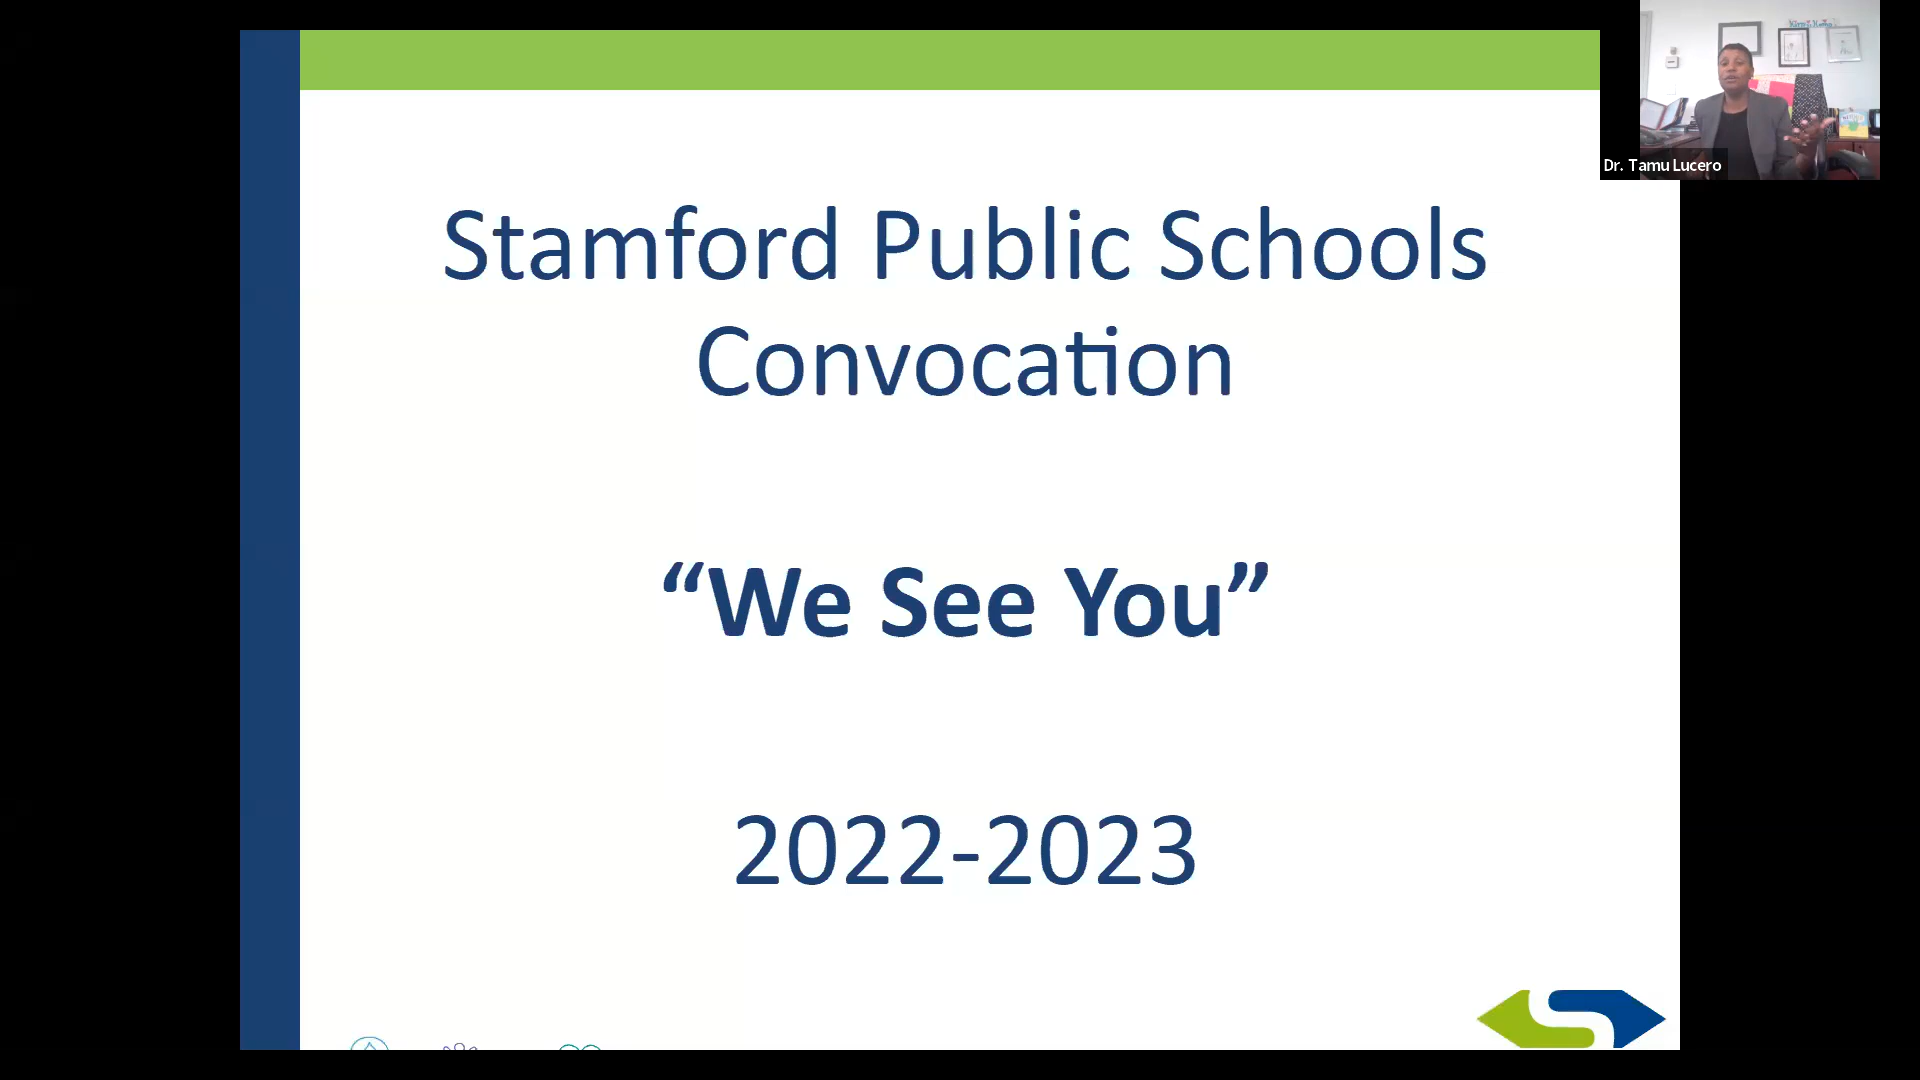 Stamford Public Schools
Convocation
“We See You”
2022-2023
Dr. Tamu Lucero